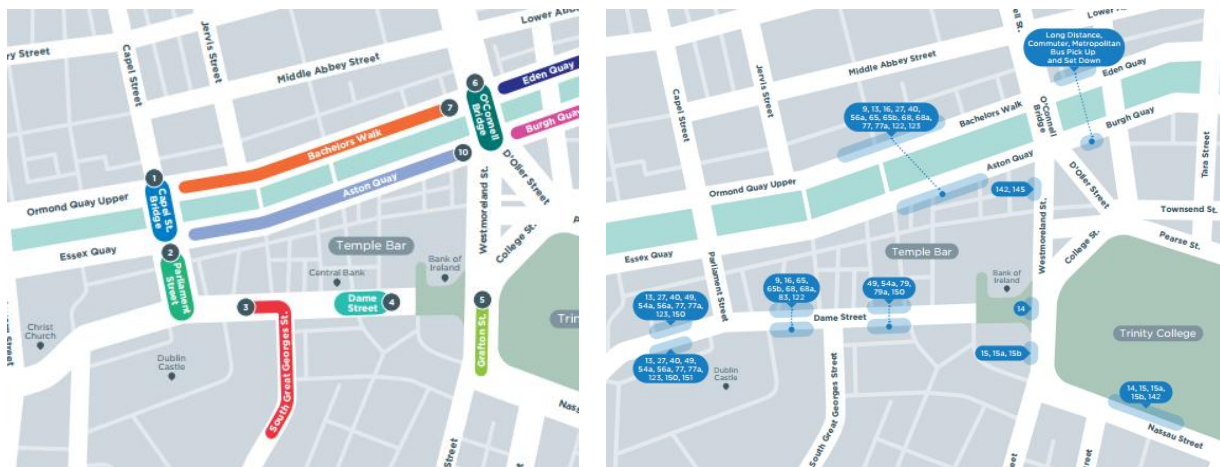 Lower Abb
ry Street
Capel Street
Jervis Street
Middle Abbey Street
6
Eden Quay
O'Connell
Bridge
7
Bachelors Walk
Burgh Quay
10
D'Olier Street
1
Capel St.
Bridge
Aston Quay
Ormond Quay Upper
Westmoreland St.
Essex Quay
2
Parliament
Street
Temple Bar
College St.
Central Bank
Bank of
Ireland
3
Dame
Street
4
5
Grafton St.
Trin
Christ
Church
Street
Dublin
Castle
South Great Georges St.
Nass
Street
ll St.
Lower
Long Distance,
Commuter, Metropolitan
Bus Pick Up
and Set Down
Middle Abbey Street
Capel Street
Jervis Street
Eden Quay
9, 13, 16, 27, 40,
56a, 65, 65b, 68, 68a,
77, 77a, 122, 123
Bachelors Walk
O'Connell
Bridge
Burgh Quay
Aston Quay
D'Olier Street
Tara Street
Ormond Quay Upper
142, 145
Townsend St.
Westmoreland St.
College St.
Pearse St.
Essex Quay
Parliament Street
Temple Bar
Bank of
Ireland
13, 27, 40, 49,
54a, 56a, 77, 77a,
123, 150
9, 16, 65,
65b, 68, 68a,
83, 122
49, 54a, 79,
79a, 150
Dame Street
14
Trinity College
13, 27, 40, 49,
54a, 56a, 77, 77a,
123, 150, 151
15, 15a, 15b
Dublin
Castle
South Great Georges Street
14, 15, 15a,
15b, 142
Nassau Street
Street